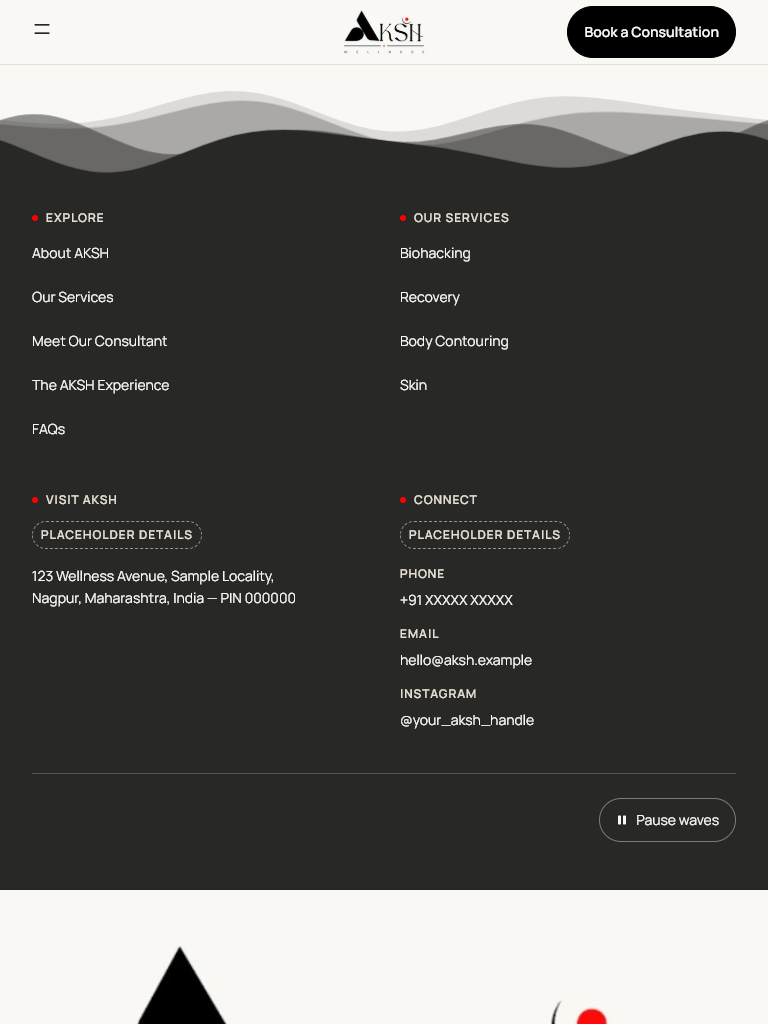 AKSH
WELLNESS
Book a Consultation
EXPLORE
About AKSH
Our Services
Meet Our Consultant
The AKSH Experience
FAQs
OUR SERVICES
Biohacking
Recovery
Body Contouring
Skin
VISIT AKSH
PLACEHOLDER DETAILS
123 Wellness Avenue, Sample Locality,
Nagpur, Maharashtra, India — PIN 000000
CONNECT
PLACEHOLDER DETAILS
PHONE
+91 XXXXX XXXXX
EMAIL
hello@aksh.example
INSTAGRAM
@your_aksh_handle
Pause waves